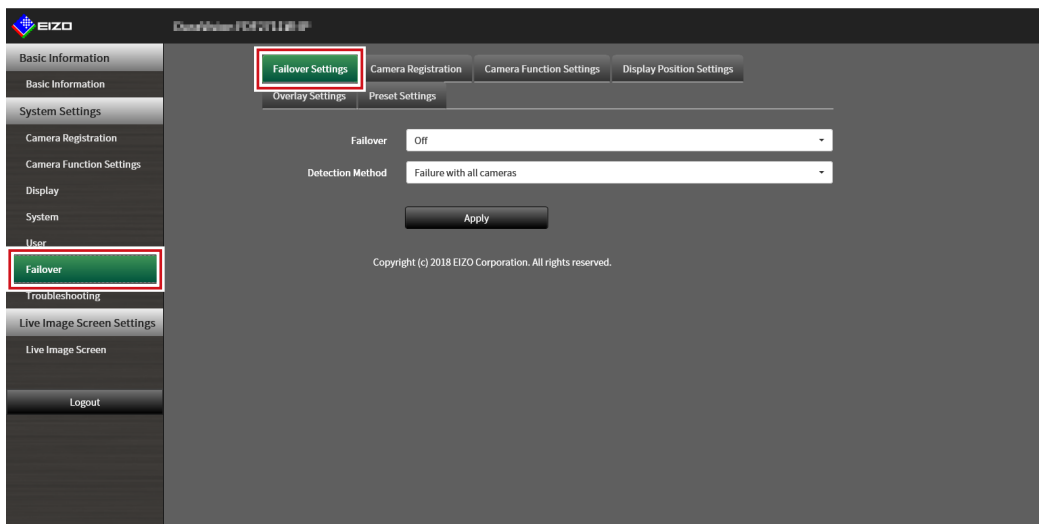 EIZO
Basic Information
Basic Information
System Settings
Camera Registration
Camera Function Settings
Display
System
User
Failover
Troubleshooting
Live Image Screen Settings
Live Image Screen
Logout
Failover Settings Camera Registration Camera Function Settings Display Position Settings
Overlay Settings Preset Settings
Failover Off
Detection Method Failure with all cameras
Apply
Copyright (c) 2018 EIZO Corporation. All rights reserved.